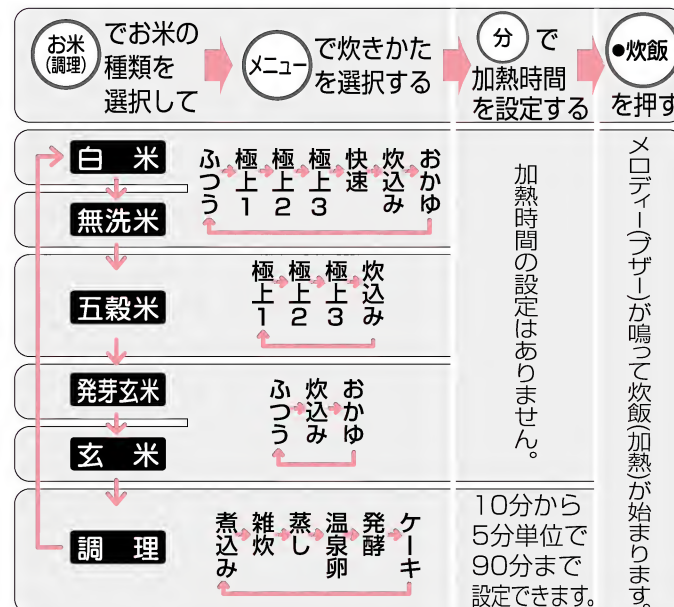 お米
(調理)
でお米の
種類を
選択して
メニュー
で炊きかた
を選択する
分
で
加熱時間
を設定する
●炊飯
を押す
白 米
無洗米
ふつう
極上1
極上2
極上3
快速
炊込み
おかゆ
五穀米
極上1
極上2
極上3
炊込み
発芽玄米
玄 米
ふつう
炊込み
おかゆ
加熱時間の設定はありません。
調 理
煮込み
雑炊
蒸し
温泉卵
発酵
ケーキ
10分から
5分単位で
90分まで
設定できます。
メロディー(ブザー)が鳴って炊飯(加熱)が始まります。